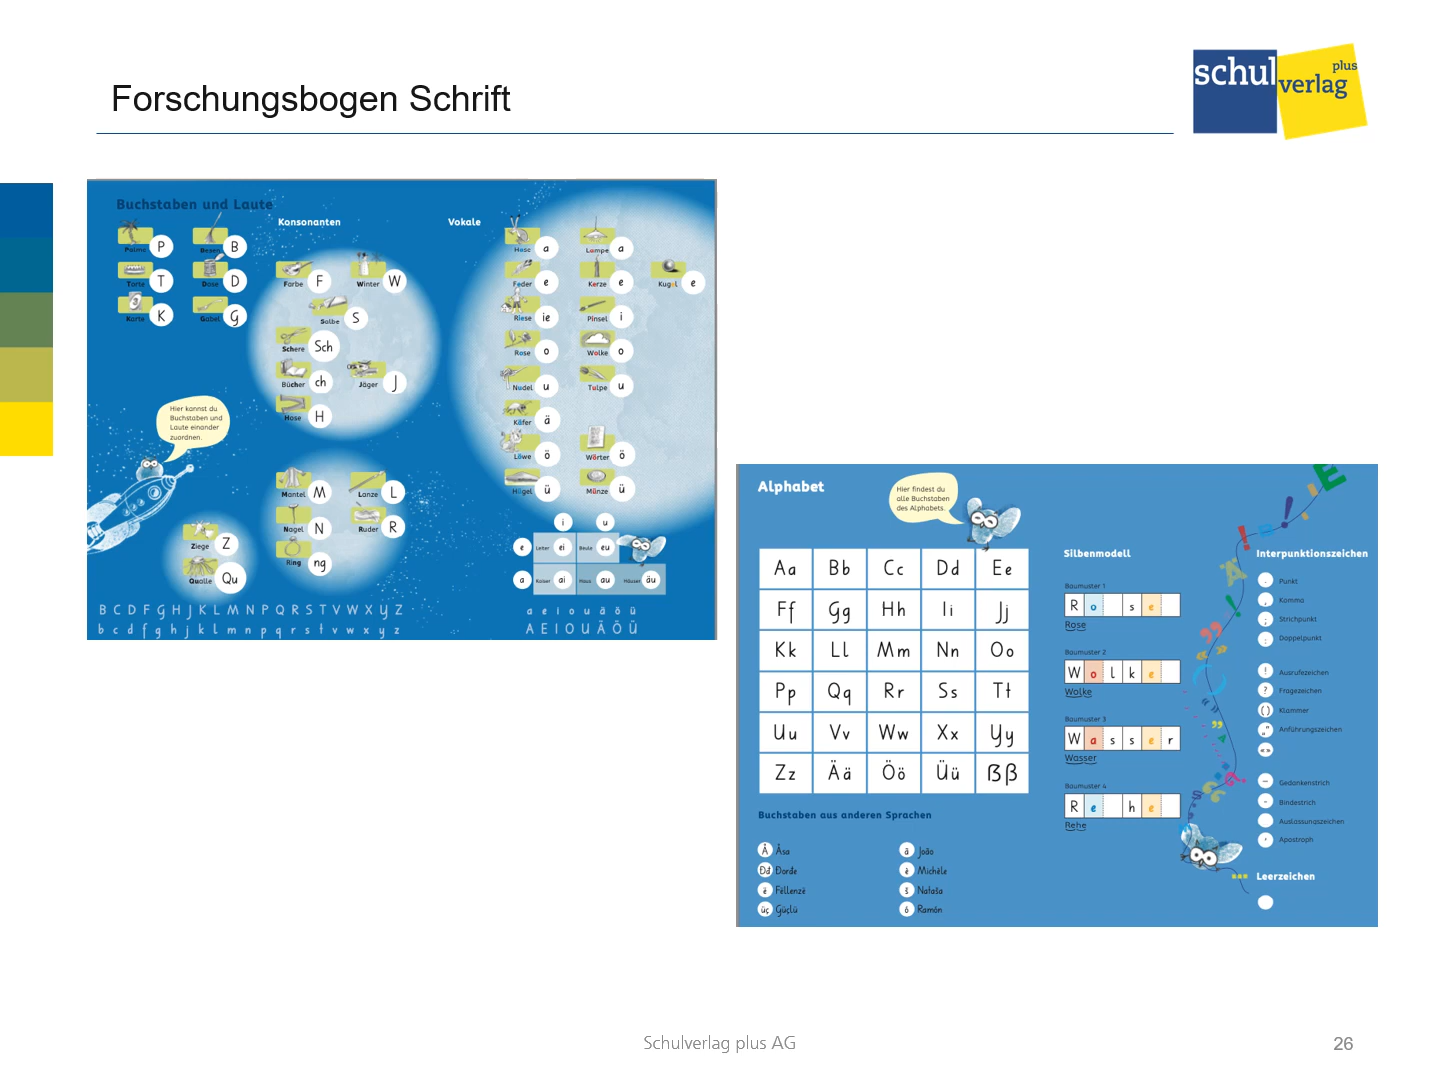 Forschungsbogen Schrift
schul verlag plus
Buchstaben und Laute
Konsonanten
Vokale
Palme P
Besen B
Torte T
Dose D
Karte K
Gabel G
Farbe F
Winter W
Salbe S
Schere Sch
Bücher ch
Jäger J
Hose H
Hase a
Lampe a
Feder e
Kerze e
Kugel e
Riese ie
Pinsel i
Rose o
Wolke o
Nudel u
Tulpe u
Käfer ä
Löwe ö
Wörter ö
Hügel ü
Münze ü
Hier kannst du
Buchstaben und
Laute einander
zuordnen.
Mantel M
Lanze L
Nagel N
Ruder R
Ring ng
Ziege Z
Qualle Qu
i u
e Leiter ei Beute eu
a Kaiser ai Haus au Häuser äu
B C D F G H J K L M N P Q R S T V W X Y Z
b c d f g h j k l m n p q r s t v w x y z
a e i o u ä ö ü
A E I O U Ä Ö Ü
Alphabet
Hier findest du
alle Buchstaben
des Alphabets.
Aa Bb Cc Dd Ee
Ff Gg Hh Ii Jj
Kk Ll Mm Nn Oo
Pp Qq Rr Ss Tt
Uu Vv Ww Xx Yy
Zz Ää Öö Üü ẞß
Buchstaben aus anderen Sprachen
Å Åsa
Đđ Đorđe
ë Fëllenzë
üç Güçlü
ã João
è Michèle
š Nataša
ó Ramón
Silbenmodell
Baumuster 1
R o s e
Rose
Baumuster 2
W o l k e
Wolke
Baumuster 3
W a s s e r
Wasser
Baumuster 4
R e h e
Rehe
Interpunktionszeichen
. Punkt
, Komma
; Strichpunkt
: Doppelpunkt
! Ausrufezeichen
? Fragezeichen
( ) Klammer
„ “ Anführungszeichen
« »
– Gedankenstrich
- Bindestrich
Auslassungszeichen
' Apostroph
Leerzeichen
Schulverlag plus AG
26